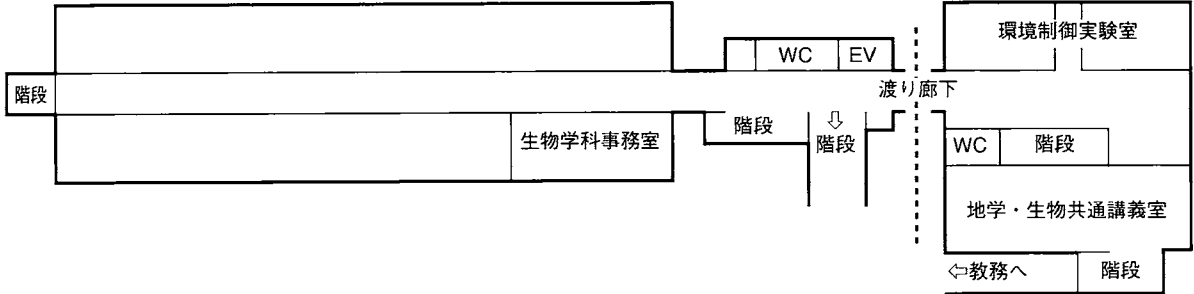 環境制御実験室
WC
EV
渡り廊下
階段
生物学科事務室
階段
⇩
階段
WC
階段
地学・生物共通講義室
⇦教務へ
階段